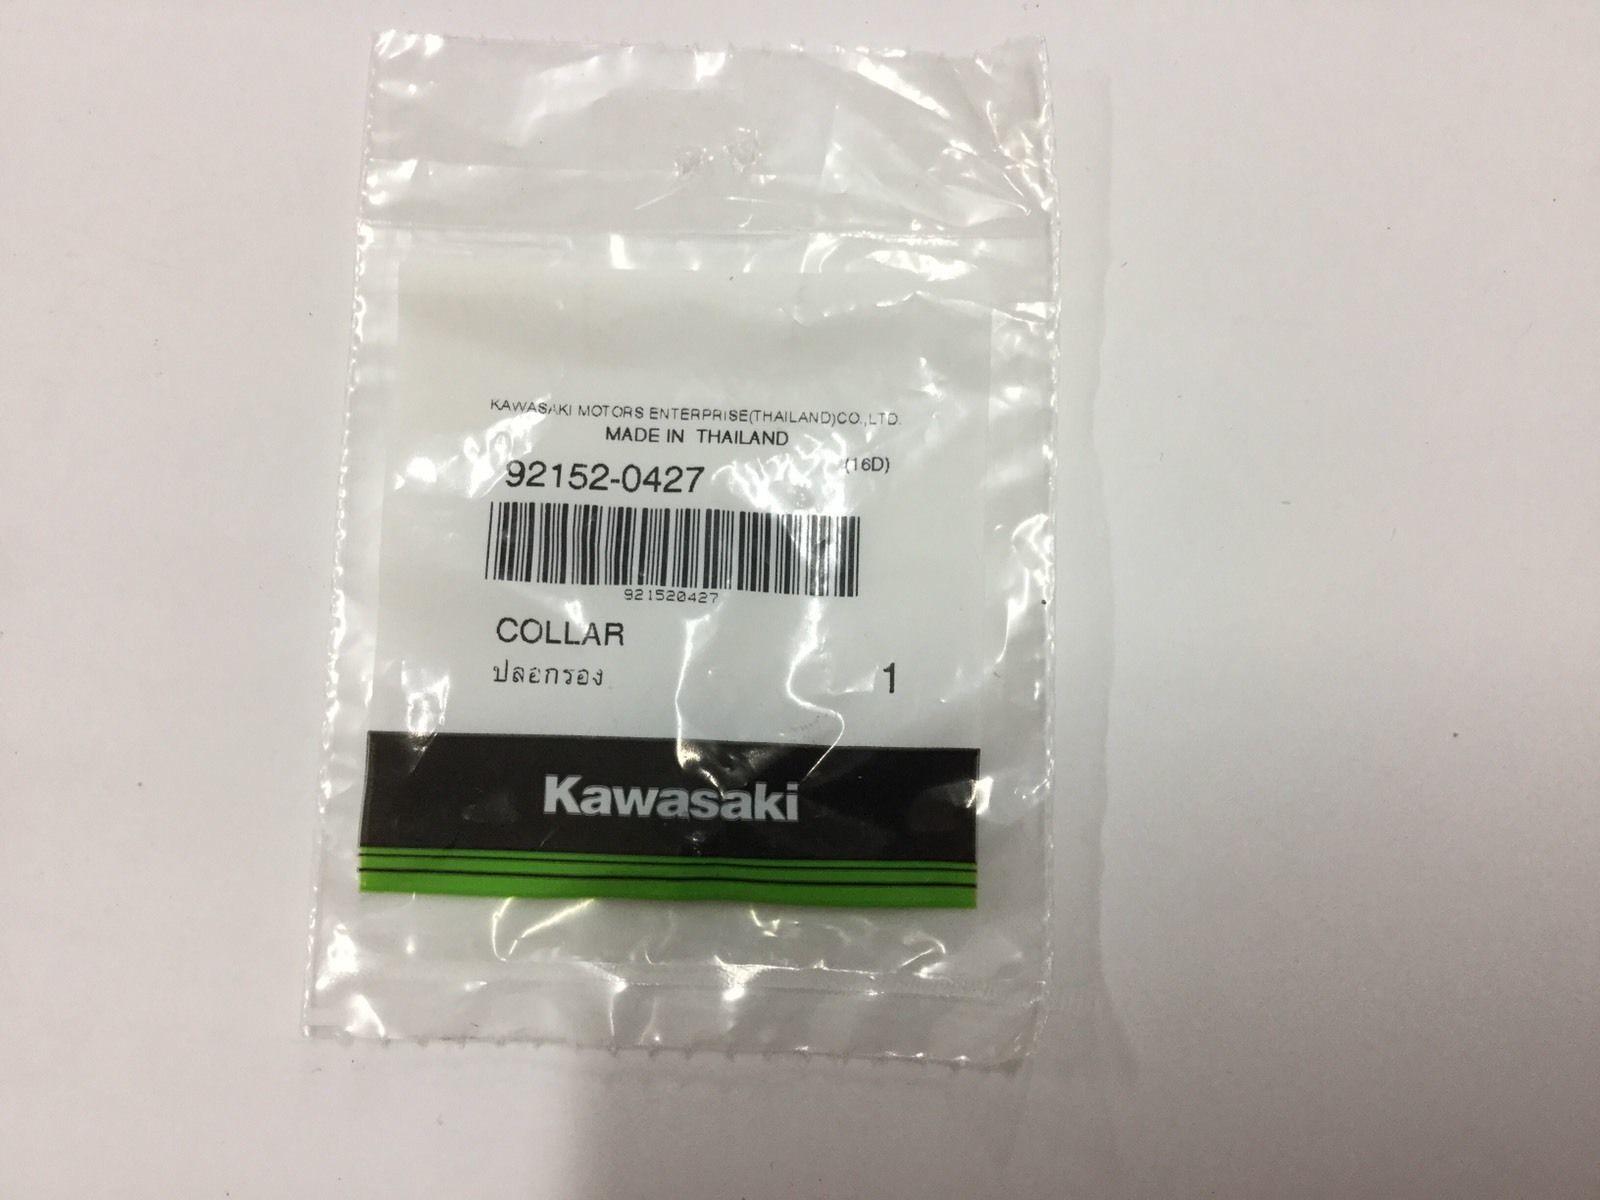 KAWASAKI MOTORS ENTERPRISE(THAILAND)CO.,LTD.
MADE IN THAILAND
92152-0427 (16D)
921520427
COLLAR
ปลอกรอง 1
Kawasaki